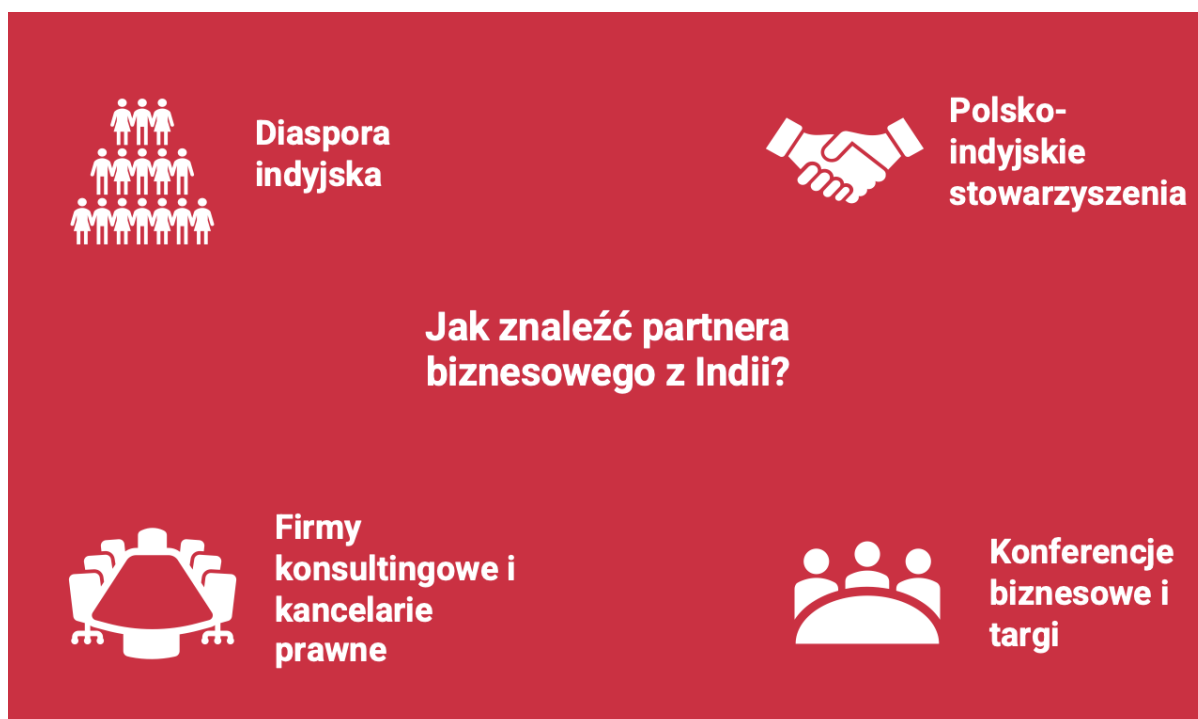 Diaspora
indyjska
Polsko-
indyjskie
stowarzyszenia
Jak znaleźć partnera
biznesowego z Indii?
Firmy
konsultingowe i
kancelarie
prawne
Konferencje
biznesowe i
targi